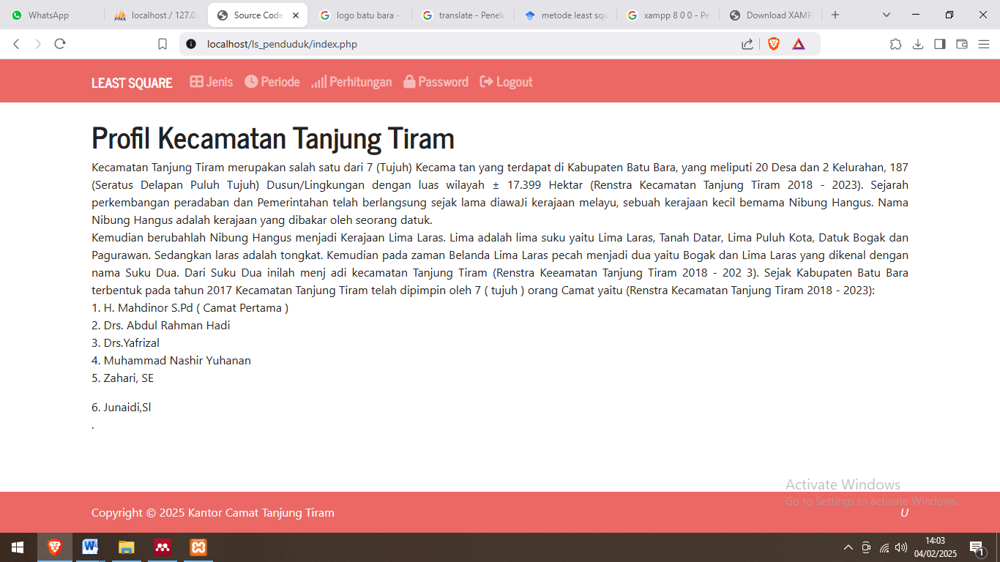 WhatsApp
localhost / 127.0.
Source Code
logo batu bara -
translate - Penel
metode least squ
xampp 8 0 0 - Pe
Download XAMP
localhost/ls_penduduk/index.php
LEAST SQUARE
Jenis
Periode
Perhitungan
Password
Logout
Profil Kecamatan Tanjung Tiram
Kecamatan Tanjung Tiram merupakan salah satu dari 7 (Tujuh) Kecama tan yang terdapat di Kabupaten Batu Bara, yang meliputi 20 Desa dan 2 Kelurahan, 187
(Seratus Delapan Puluh Tujuh) Dusun/Lingkungan dengan luas wilayah ± 17.399 Hektar (Renstra Kecamatan Tanjung Tiram 2018 - 2023). Sejarah
perkembangan peradaban dan Pemerintahan telah berlangsung sejak lama diawaJi kerajaan melayu, sebuah kerajaan kecil bemama Nibung Hangus. Nama
Nibung Hangus adalah kerajaan yang dibakar oleh seorang datuk.
Kemudian berubahlah Nibung Hangus menjadi Kerajaan Lima Laras. Lima adalah lima suku yaitu Lima Laras, Tanah Datar, Lima Puluh Kota, Datuk Bogak dan
Pagurawan. Sedangkan laras adalah tongkat. Kemudian pada zaman Belanda Lima Laras pecah menjadi dua yaitu Bogak dan Lima Laras yang dikenal dengan
nama Suku Dua. Dari Suku Dua inilah menj adi kecamatan Tanjung Tiram (Renstra Keeamatan Tanjung Tiram 2018 - 202 3). Sejak Kabupaten Batu Bara
terbentuk pada tahun 2017 Kecamatan Tanjung Tiram telah dipimpin oleh 7 ( tujuh ) orang Camat yaitu (Renstra Kecamatan Tanjung Tiram 2018 - 2023):
1. H. Mahdinor S.Pd ( Camat Pertama )
2. Drs. Abdul Rahman Hadi
3. Drs.Yafrizal
4. Muhammad Nashir Yuhanan
5. Zahari, SE
6. Junaidi,Sl
.
Activate Windows
Go to Settings to activate Windows.
Copyright © 2025 Kantor Camat Tanjung Tiram
U
14:03
04/02/2025
1